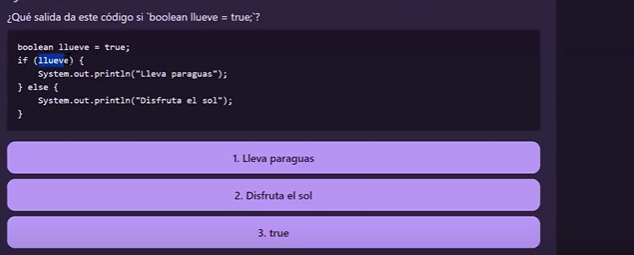 ¿Qué salida da este código si `boolean llueve = true;`?
boolean llueve = true;
if (llueve) {
    System.out.println("Lleva paraguas");
} else {
    System.out.println("Disfruta el sol");
}
1. Lleva paraguas
2. Disfruta el sol
3. true